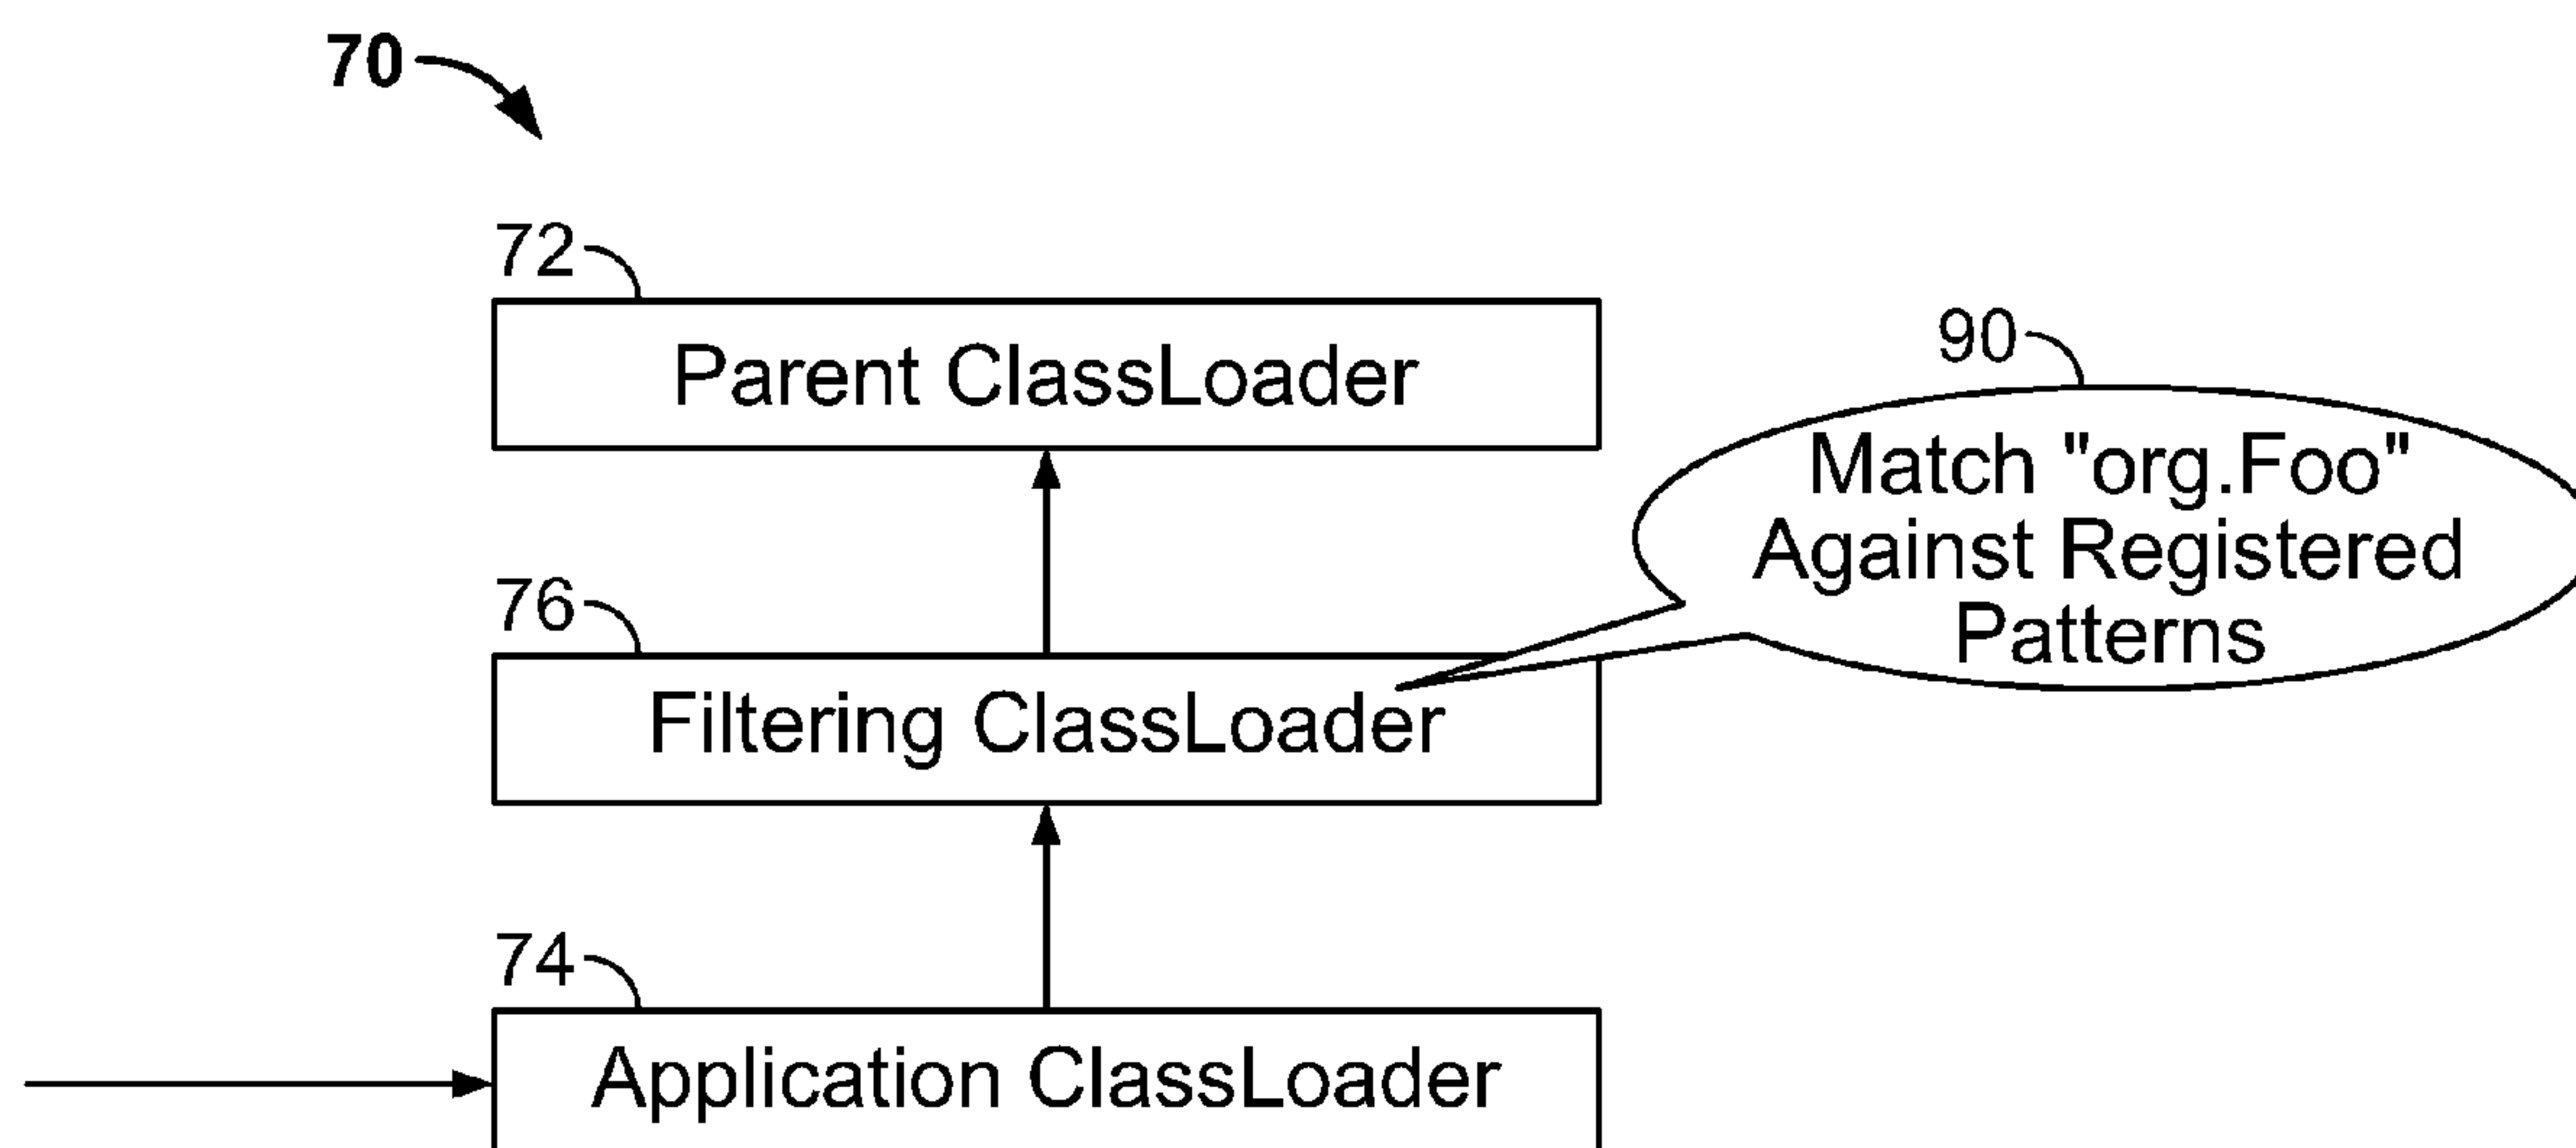 70
72
Parent ClassLoader
90
Match "org.Foo"
Against Registered
Patterns
76
Filtering ClassLoader
74
Application ClassLoader